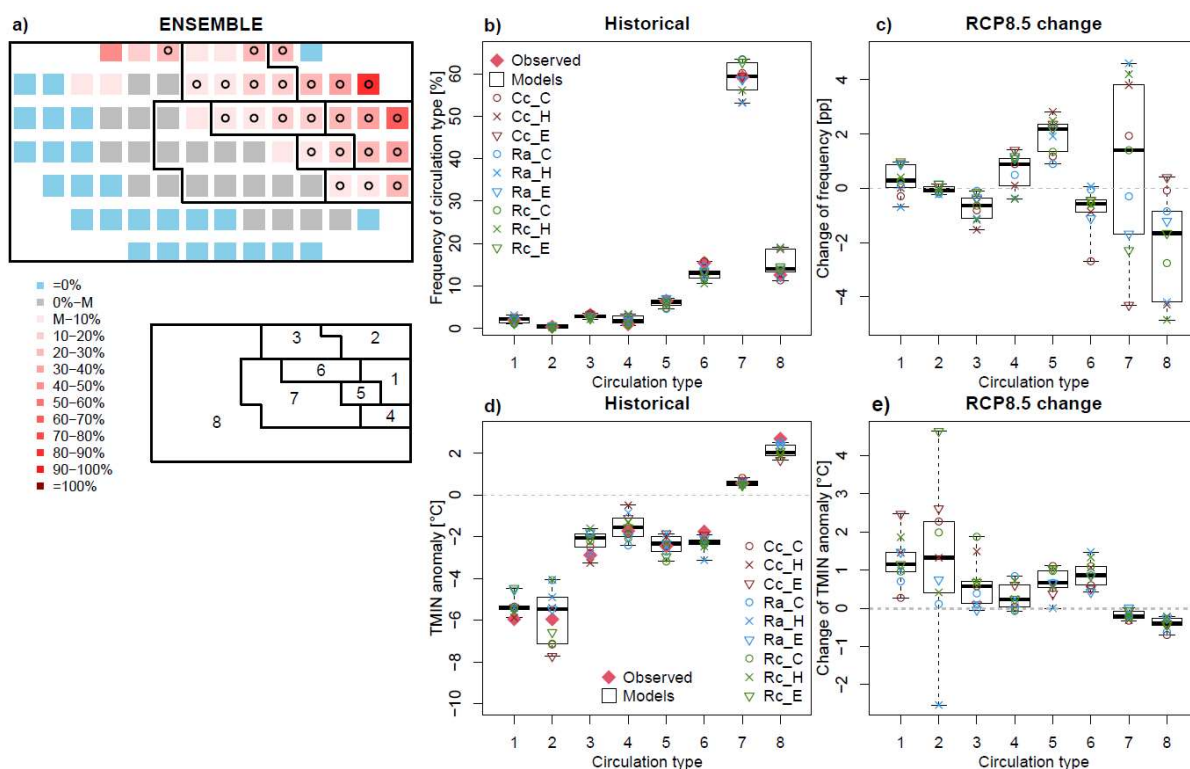 a) ENSEMBLE
=0%
0%−M
M−10%
10−20%
20−30%
30−40%
40−50%
50−60%
60−70%
70−80%
80−90%
90−100%
=100%
3
2
6
1
5
7
4
8
b) Historical
Frequency of circulation type [%]
60
50
40
30
20
10
0
Observed
Models
Cc_C
Cc_H
Cc_E
Ra_C
Ra_H
Ra_E
Rc_C
Rc_H
Rc_E
1 2 3 4 5 6 7 8
Circulation type
c) RCP8.5 change
Change of frequency [pp]
4
2
0
−2
−4
1 2 3 4 5 6 7 8
Circulation type
d) Historical
TMIN anomaly [°C]
2
0
−2
−4
−6
−8
−10
Observed
Models
Cc_C
Cc_H
Cc_E
Ra_C
Ra_H
Ra_E
Rc_C
Rc_H
Rc_E
1 2 3 4 5 6 7 8
Circulation type
e) RCP8.5 change
Change of TMIN anomaly [°C]
4
3
2
1
0
−1
−2
1 2 3 4 5 6 7 8
Circulation type